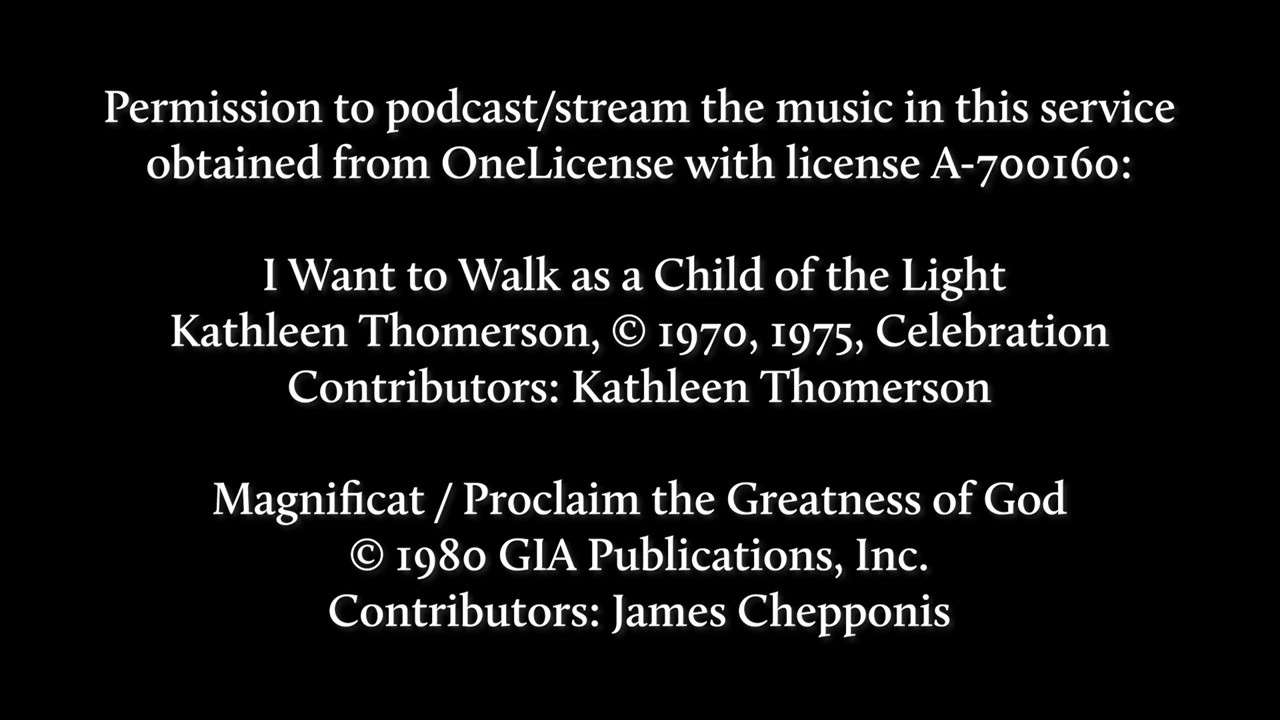 Permission to podcast/stream the music in this service
obtained from OneLicense with license A-700160:
I Want to Walk as a Child of the Light
Kathleen Thomerson, © 1970, 1975, Celebration
Contributors: Kathleen Thomerson
Magnificat / Proclaim the Greatness of God
© 1980 GIA Publications, Inc.
Contributors: James Chepponis